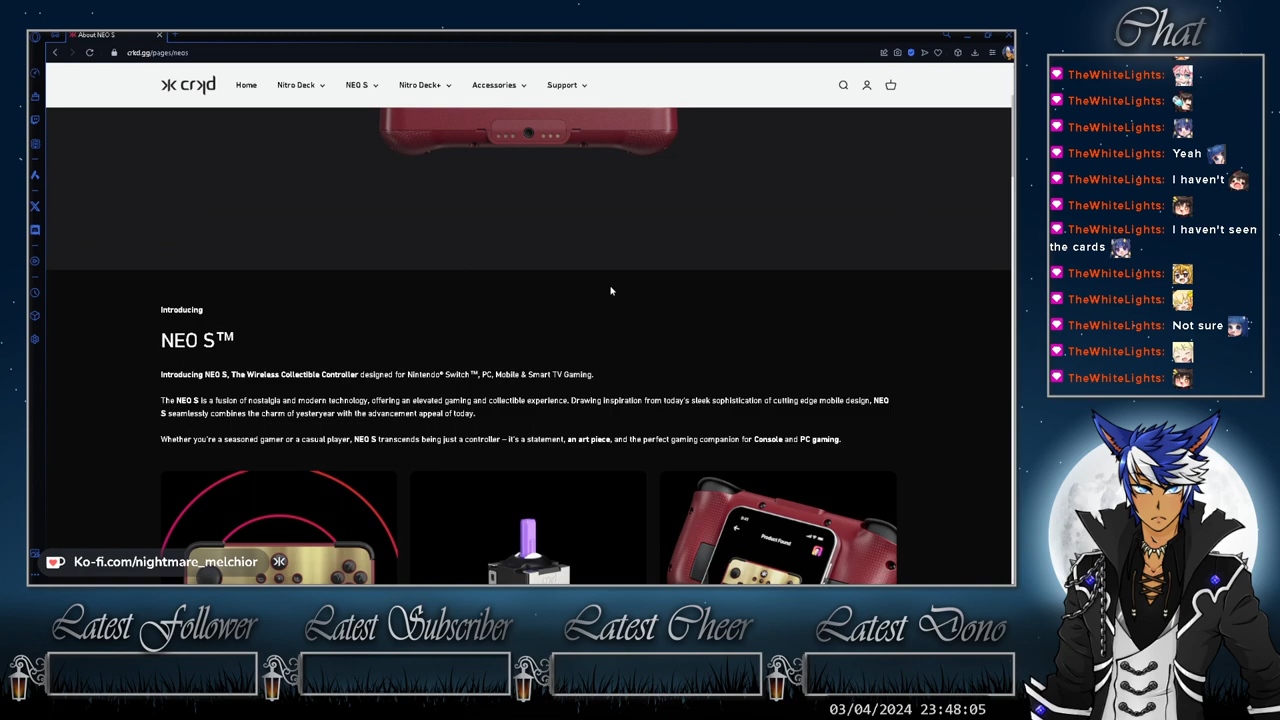 About NEO S
crkd.gg/pages/neos
crkd
Home
Nitro Deck
NEO S
Nitro Deck+
Accessories
Support
Introducing
NEO S™
Introducing NEO S, The Wireless Collectible Controller designed for Nintendo® Switch™, PC, Mobile & Smart TV Gaming.
The NEO S is a fusion of nostalgia and modern technology, offering an elevated gaming and collectible experience. Drawing inspiration from today's sleek sophistication of cutting edge mobile design, NEO
S seamlessly combines the charm of yesteryear with the advancement appeal of today.
Whether you're a seasoned gamer or a casual player, NEO S transcends being just a controller – it's a statement, an art piece, and the perfect gaming companion for Console and PC gaming.
Product Found
Ko-fi.com/nightmare_melchior
Chat
TheWhiteLights:
TheWhiteLights:
TheWhiteLights:
TheWhiteLights: Yeah
TheWhiteLights: I haven't
TheWhiteLights:
TheWhiteLights: I haven't seen
the cards
TheWhiteLights:
TheWhiteLights:
TheWhiteLights: Not sure
TheWhiteLights:
TheWhiteLights:
Latest Follower
Latest Subscriber
Latest Cheer
Latest Dono
03/04/2024 23:48:05